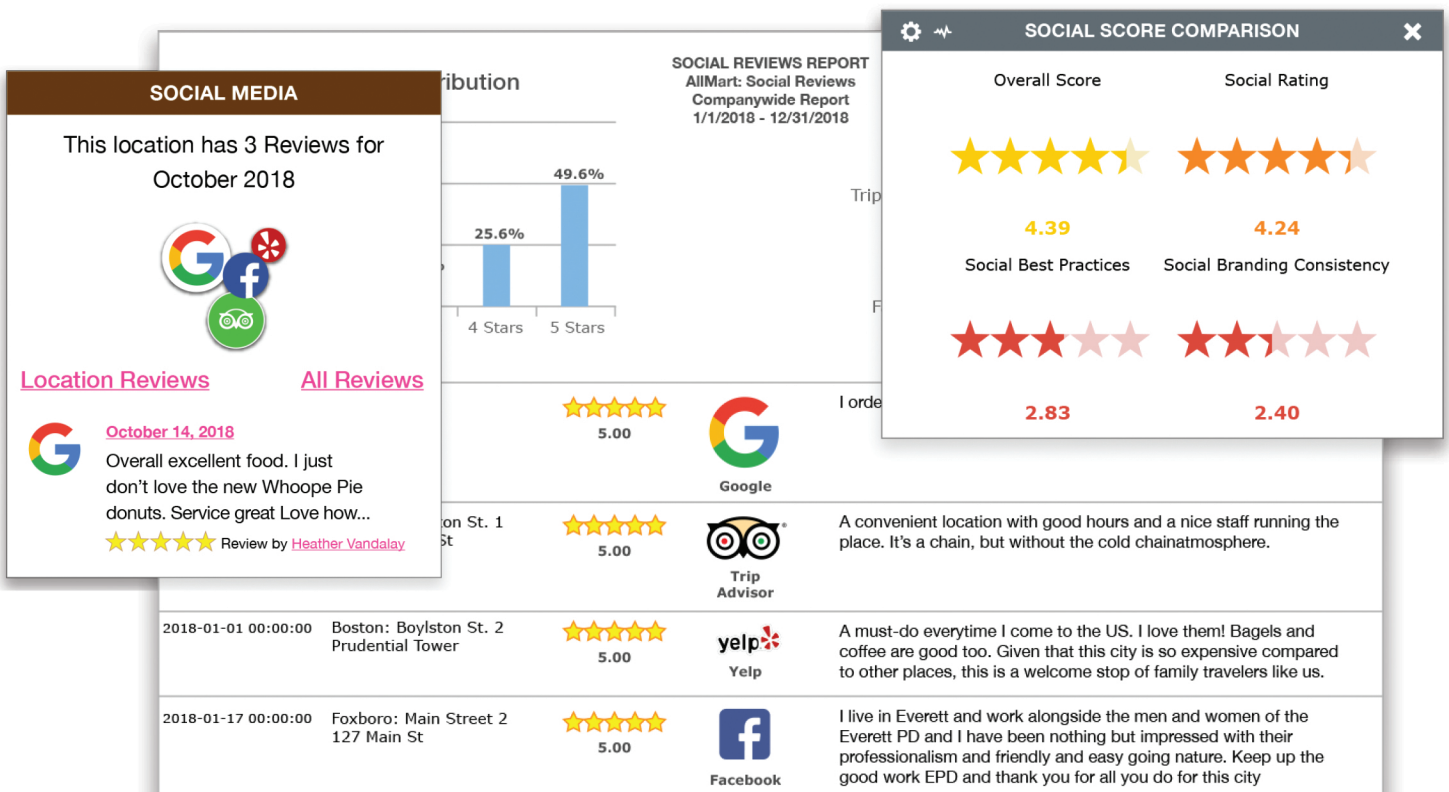 SOCIAL MEDIA
This location has 3 Reviews for
October 2018
Location Reviews
All Reviews
October 14, 2018
Overall excellent food. I just
don’t love the new Whoope Pie
donuts. Service great Love how...
Review by Heather Vandalay
ribution
49.6%
25.6%
4 Stars
5 Stars
SOCIAL REVIEWS REPORT
AllMart: Social Reviews
Companywide Report
1/1/2018 - 12/31/2018
Trip
F
SOCIAL SCORE COMPARISON
Overall Score
Social Rating
4.39
4.24
Social Best Practices
Social Branding Consistency
2.83
2.40
5.00
Google
I orde
ton St. 1
St
5.00
Trip
Advisor
A convenient location with good hours and a nice staff running the
place. It’s a chain, but without the cold chainatmosphere.
2018-01-01 00:00:00
Boston: Boylston St. 2
Prudential Tower
5.00
yelp
Yelp
A must-do everytime I come to the US. I love them! Bagels and
coffee are good too. Given that this city is so expensive compared
to other places, this is a welcome stop of family travelers like us.
2018-01-17 00:00:00
Foxboro: Main Street 2
127 Main St
5.00
Facebook
I live in Everett and work alongside the men and women of the
Everett PD and I have been nothing but impressed with their
professionalism and friendly and easy going nature. Keep up the
good work EPD and thank you for all you do for this city